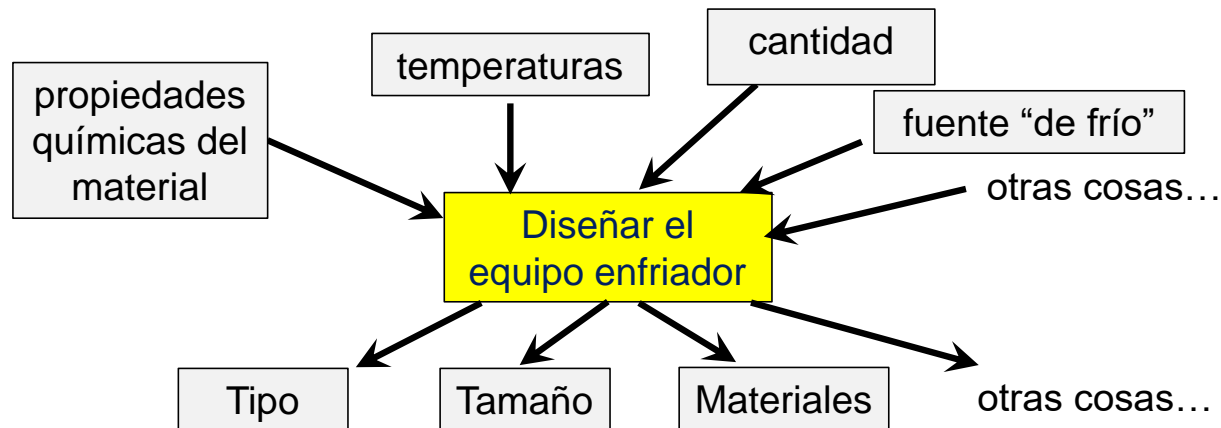 cantidad
temperaturas
propiedades
químicas del
material
fuente “de frío”
otras cosas…
Diseñar el
equipo enfriador
Tipo
Tamaño
Materiales
otras cosas…